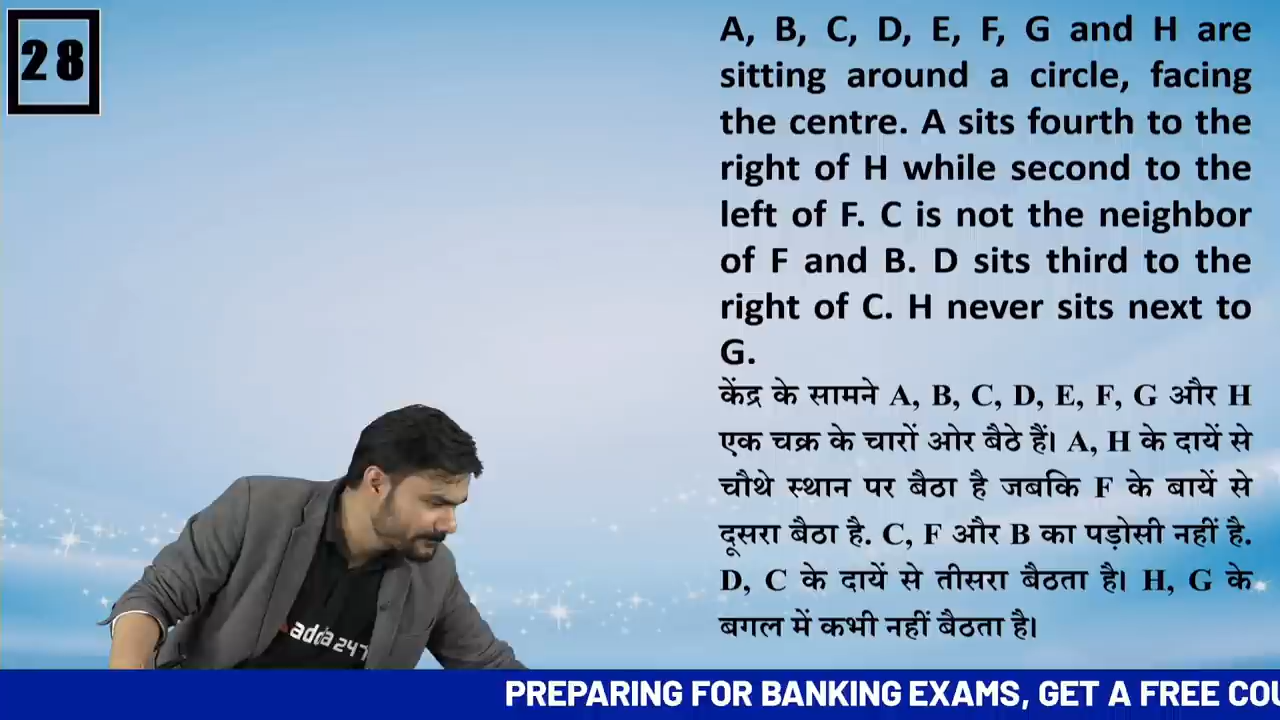 28
A, B, C, D, E, F, G and H are
sitting around a circle, facing
the centre. A sits fourth to the
right of H while second to the
left of F. C is not the neighbor
of F and B. D sits third to the
right of C. H never sits next to
G.
केंद्र के सामने A, B, C, D, E, F, G और H
एक चक्र के चारों ओर बैठे हैं। A, H के दायें से
चौथे स्थान पर बैठा है जबकि F के बायें से
दूसरा बैठा है. C, F और B का पड़ोसी नहीं है.
D, C के दायें से तीसरा बैठता है। H, G के
बगल में कभी नहीं बैठता है।
adda 247
PREPARING FOR BANKING EXAMS, GET A FREE COU